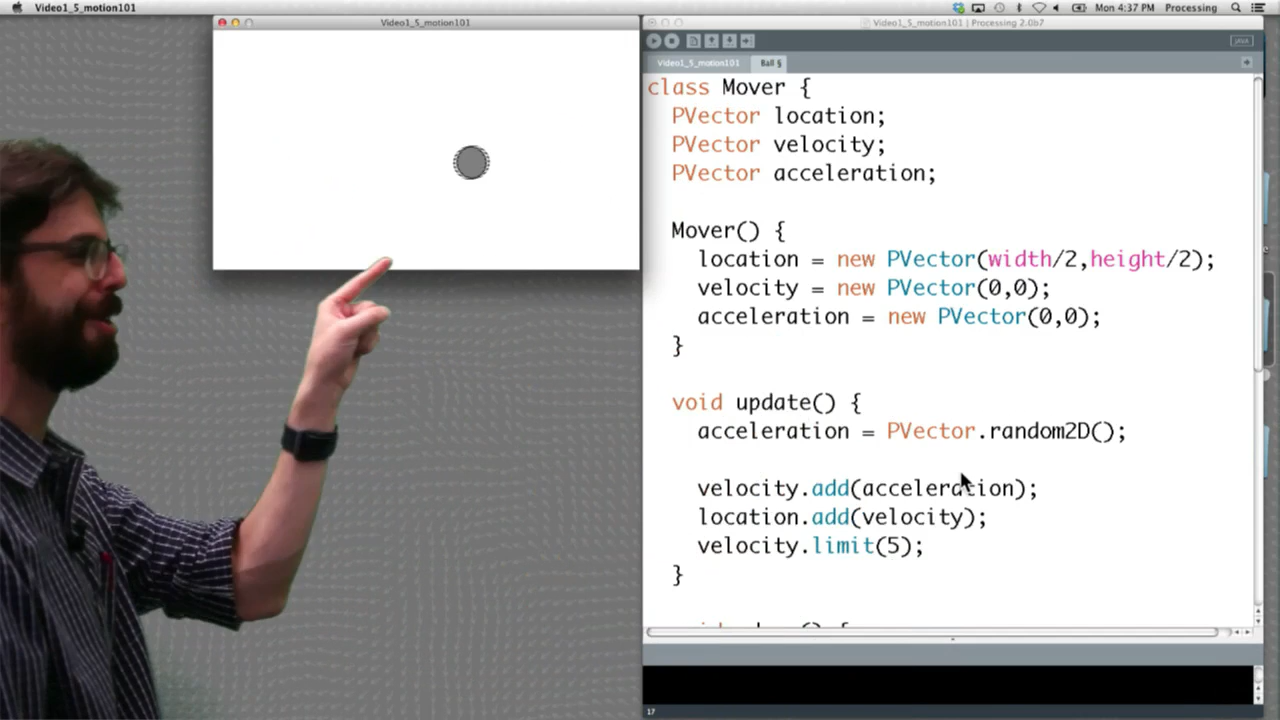 Video1_5_motion101
Mon 4:37 PM Processing
Video1_5_motion101
Video1_5_motion101 | Processing 2.0b7
Java
Video1_5_motion101 Ball §
class Mover {
PVector location;
PVector velocity;
PVector acceleration;
Mover() {
location = new PVector(width/2,height/2);
velocity = new PVector(0,0);
acceleration = new PVector(0,0);
}
void update() {
acceleration = PVector.random2D();
velocity.add(acceleration);
location.add(velocity);
velocity.limit(5);
}
17